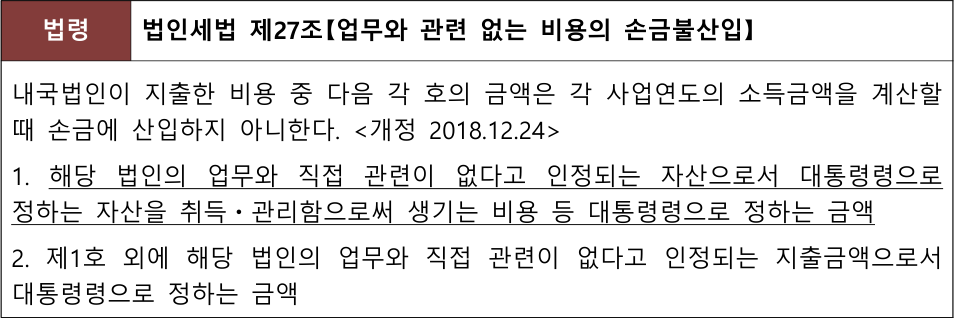 법령
법인세법 제27조【업무와 관련 없는 비용의 손금불산입】
내국법인이 지출한 비용 중 다음 각 호의 금액은 각 사업연도의 소득금액을 계산할
때 손금에 산입하지 아니한다. <개정 2018.12.24>
1. 해당 법인의 업무와 직접 관련이 없다고 인정되는 자산으로서 대통령령으로
정하는 자산을 취득・관리함으로써 생기는 비용 등 대통령령으로 정하는 금액
2. 제1호 외에 해당 법인의 업무와 직접 관련이 없다고 인정되는 지출금액으로서
대통령령으로 정하는 금액